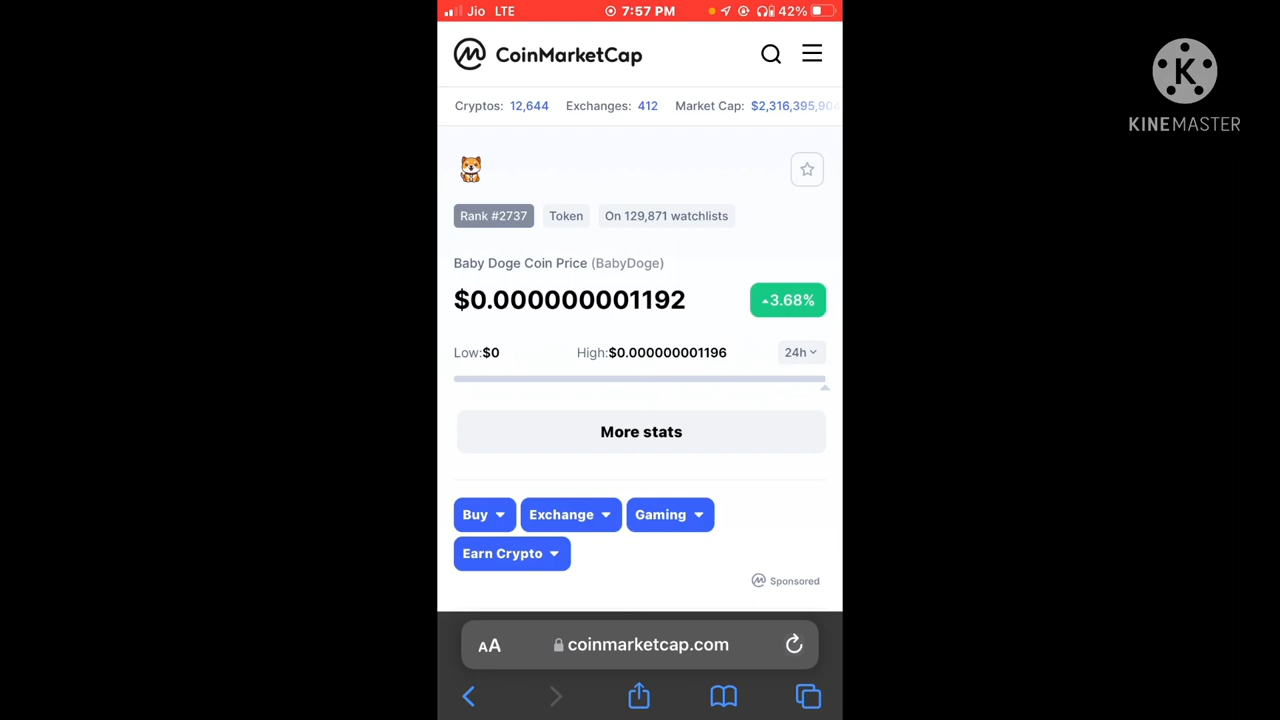 Jio LTE 7:57 PM 42%
CoinMarketCap
Cryptos: 12,644 Exchanges: 412 Market Cap: $2,316,395,904
Rank #2737 Token On 129,871 watchlists
Baby Doge Coin Price (BabyDoge)
$0.000000001192 3.68%
Low:$0 High:$0.000000001196 24h
More stats
Buy Exchange Gaming
Earn Crypto
Sponsored
AA coinmarketcap.com
K
KINEMASTER